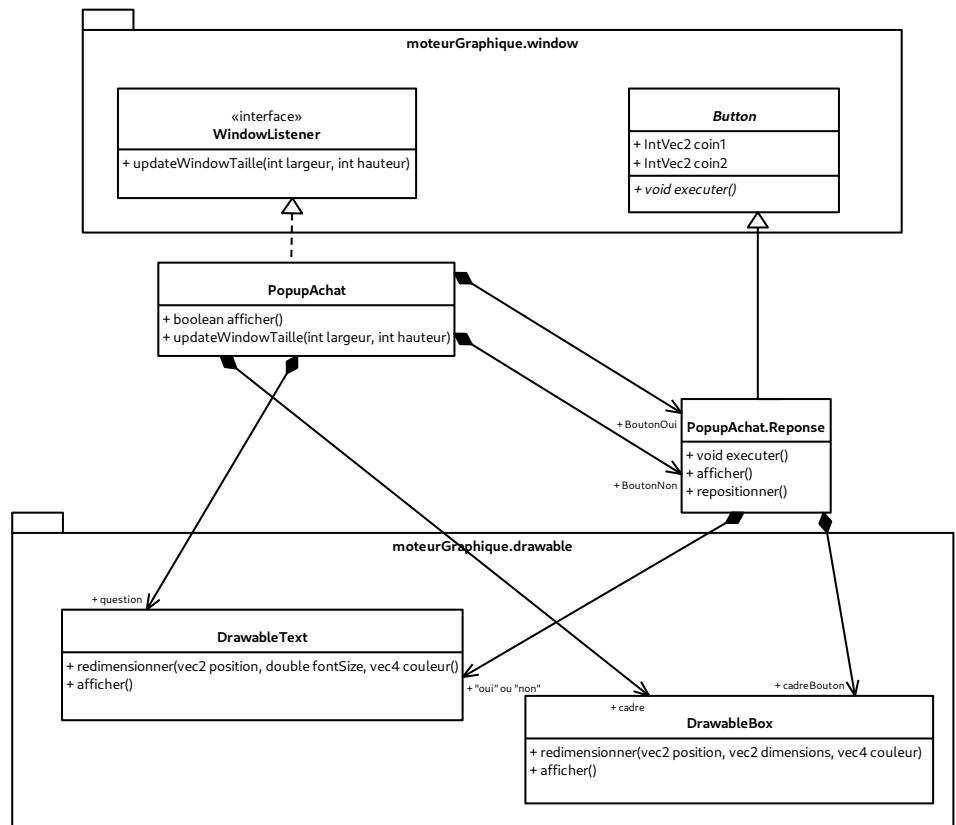 moteurGraphique.window
«interface»
WindowListener
+ updateWindowTaille(int largeur, int hauteur)
Button
+ IntVec2 coin1
+ IntVec2 coin2
+ void executer()
PopupAchat
+ boolean afficher()
+ updateWindowTaille(int largeur, int hauteur)
+ BoutonOui
+ BoutonNon
PopupAchat.Reponse
+ void executer()
+ afficher()
+ repositionner()
moteurGraphique.drawable
+ question
DrawableText
+ redimensionner(vec2 position, double fontSize, vec4 couleur()
+ afficher()
+ "oui" ou "non"
+ cadre
+ cadreBouton
DrawableBox
+ redimensionner(vec2 position, vec2 dimensions, vec4 couleur)
+ afficher()